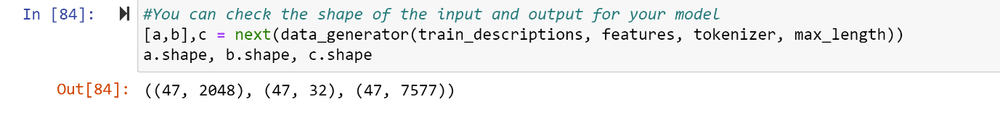 In [84]: #You can check the shape of the input and output for your model
[a,b],c = next(data_generator(train_descriptions, features, tokenizer, max_length))
a.shape, b.shape, c.shape
Out[84]: ((47, 2048), (47, 32), (47, 7577))